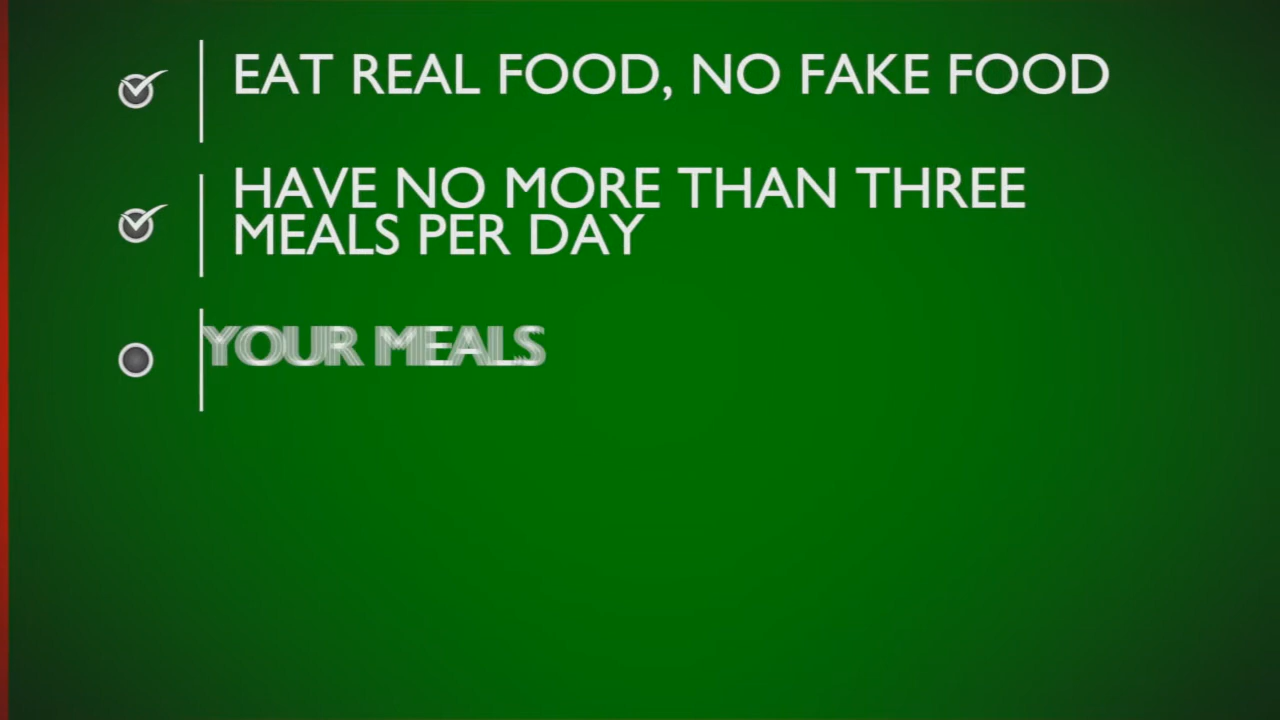 EAT REAL FOOD, NO FAKE FOOD
HAVE NO MORE THAN THREE
MEALS PER DAY
YOUR MEALS